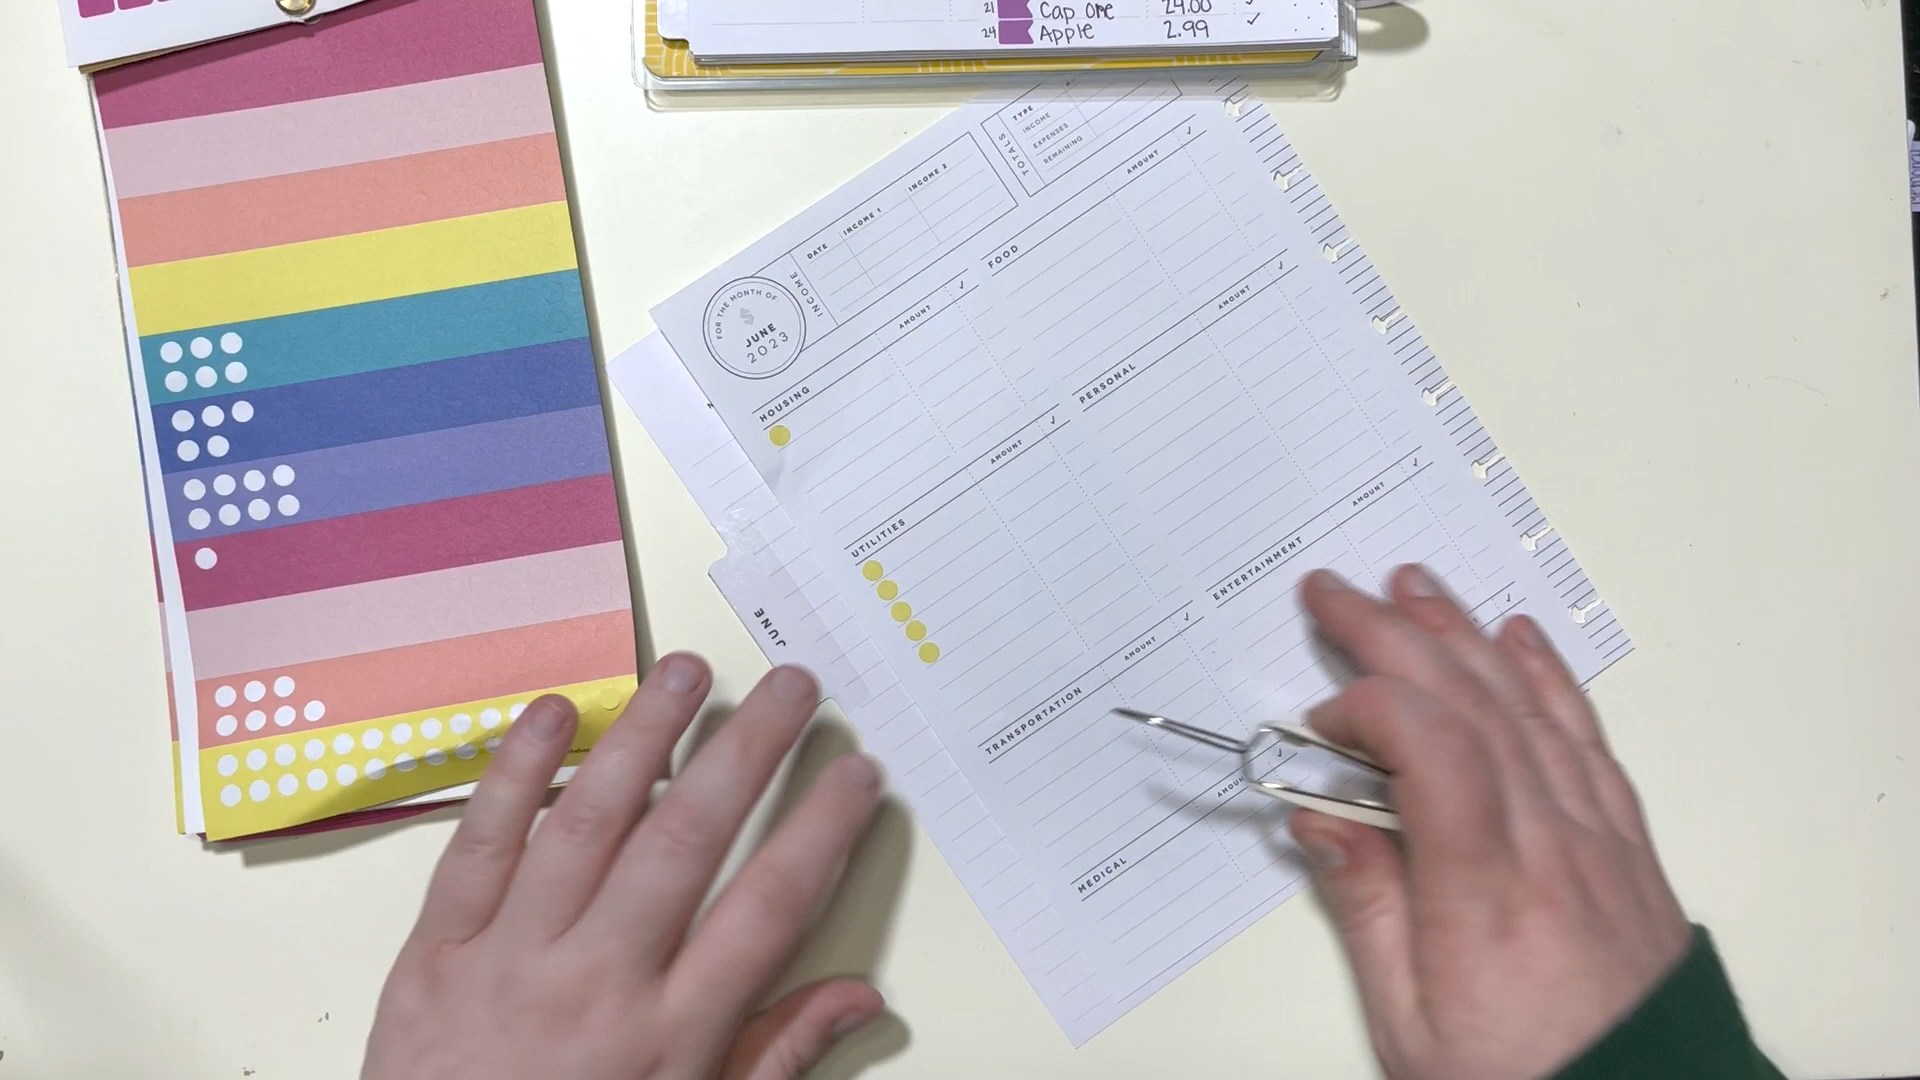 21 Cap One 24.00 ✓
24 Apple 2.99 ✓
TOTALS
TYPE
INCOME
EXPENSES
REMAINING
INCOME
DATE INCOME 1 INCOME 2
FOR THE MONTH OF:
$
JUNE
2023
HOUSING AMOUNT ✓
FOOD AMOUNT ✓
UTILITIES AMOUNT ✓
PERSONAL AMOUNT ✓
TRANSPORTATION AMOUNT ✓
ENTERTAINMENT AMOUNT ✓
MEDICAL ✓
✓
JUNE